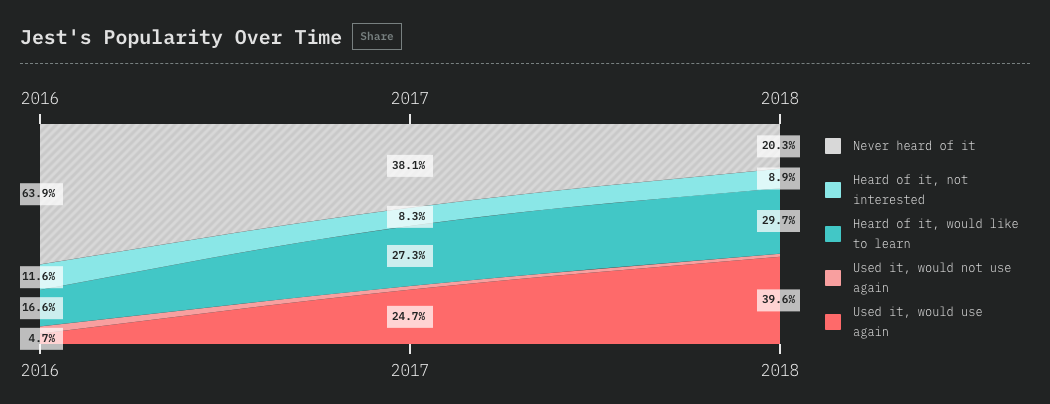 Jest's Popularity Over Time
Share
2016 2017 2018
63.9%
11.6%
16.6%
4.7%
38.1%
8.3%
27.3%
24.7%
20.3%
8.9%
29.7%
39.6%
2016 2017 2018
Never heard of it
Heard of it, not
interested
Heard of it, would like
to learn
Used it, would not use
again
Used it, would use
again